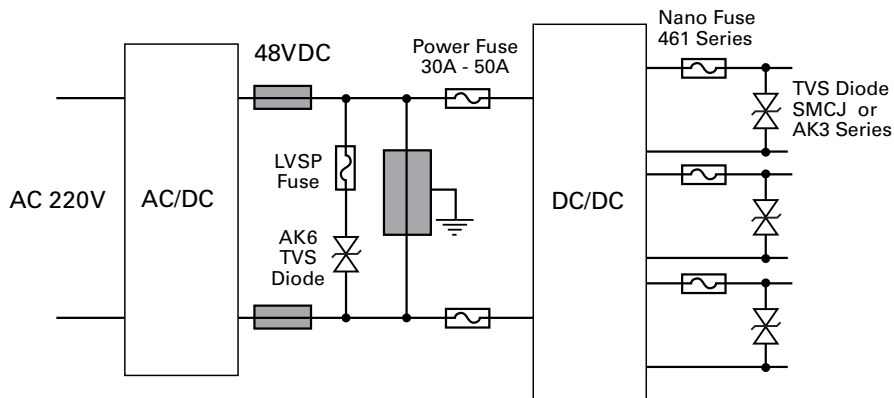 48VDC
Power Fuse
30A - 50A
Nano Fuse
461 Series
TVS Diode
SMCJ or
AK3 Series
LVSP
Fuse
AC 220V
AC/DC
DC/DC
AK6
TVS
Diode